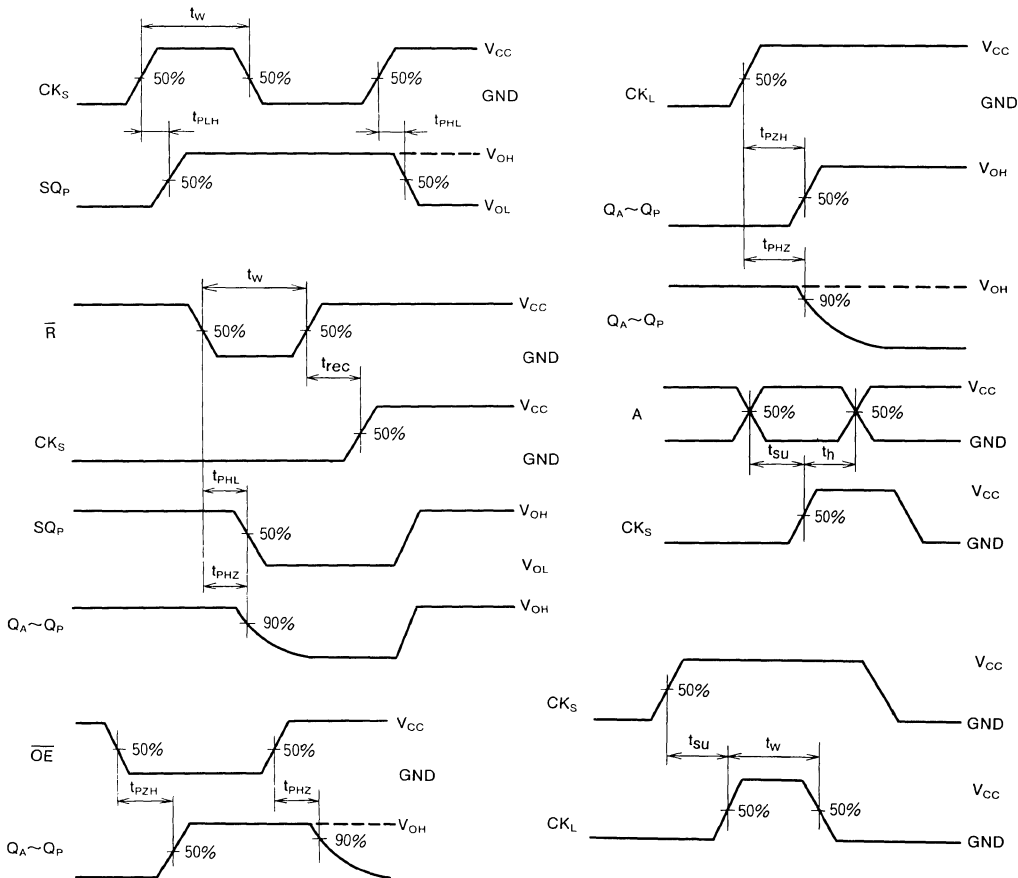 tW
VCC
CKS
50%
50%
50%
GND
tPLH
tPHL
VOH
SQP
50%
50%
VOL
tW
VCC
R̅
50%
50%
GND
trec
VCC
CKS
50%
GND
tPHL
VOH
SQP
50%
VOL
tPHZ
VOH
QA~QP
90%
VCC
O̅E̅
50%
50%
GND
tPZH
tPHZ
VOH
QA~QP
50%
90%
VCC
CKL
50%
GND
tPZH
VOH
QA~QP
50%
tPHZ
VOH
90%
QA~QP
VCC
A
50%
50%
GND
tsu
th
VCC
CKS
50%
GND
VCC
CKS
50%
GND
tsu
tW
VCC
CKL
50%
50%
GND